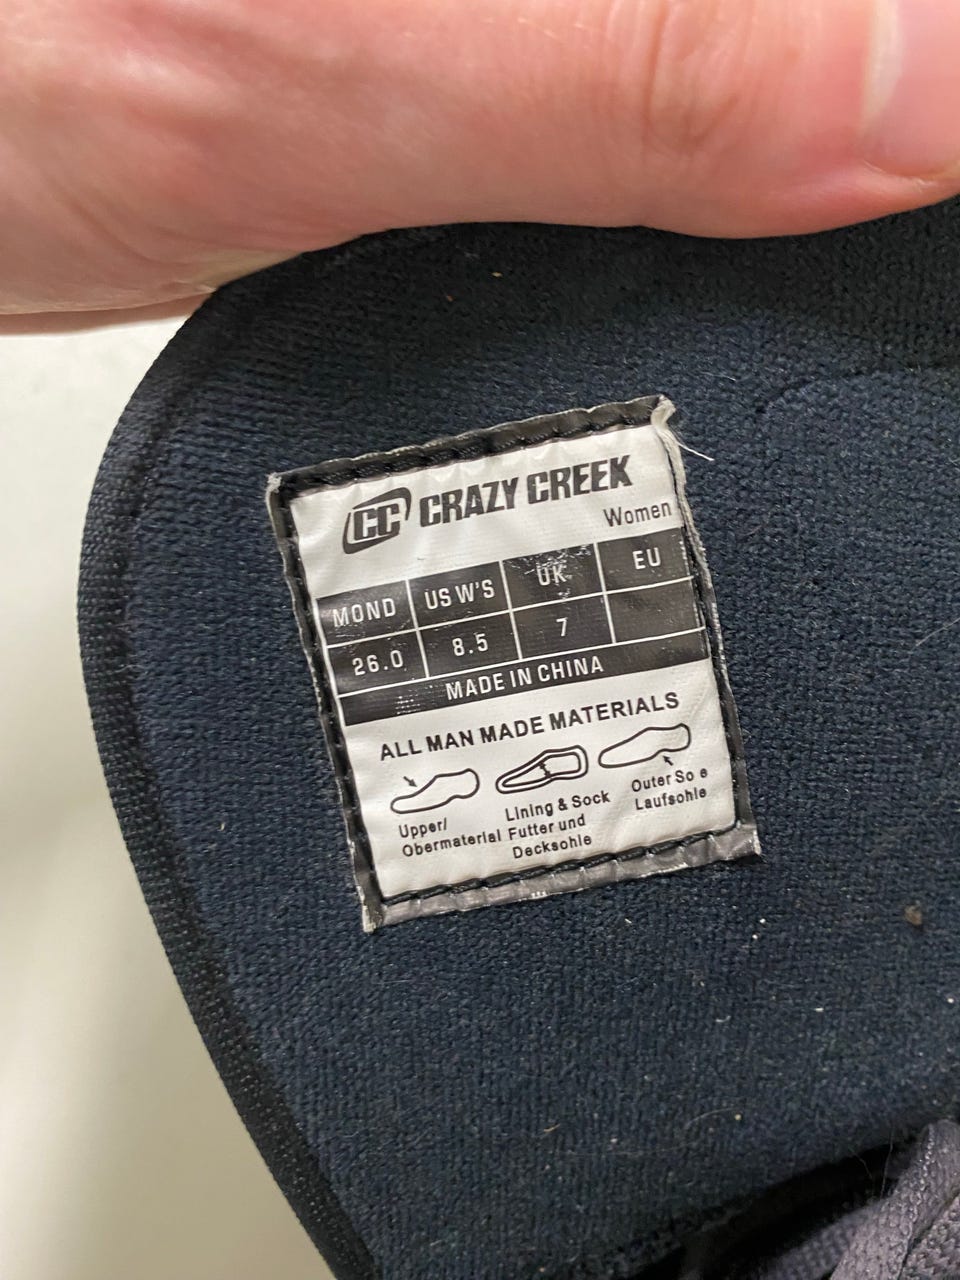 CC CRAZY CREEK
Women
MOND US W'S UK EU
26.0 8.5 7
MADE IN CHINA
ALL MAN MADE MATERIALS
Upper/
Obermaterial
Lining & Sock
Futter und
Decksohle
Outer So e
Laufsohle